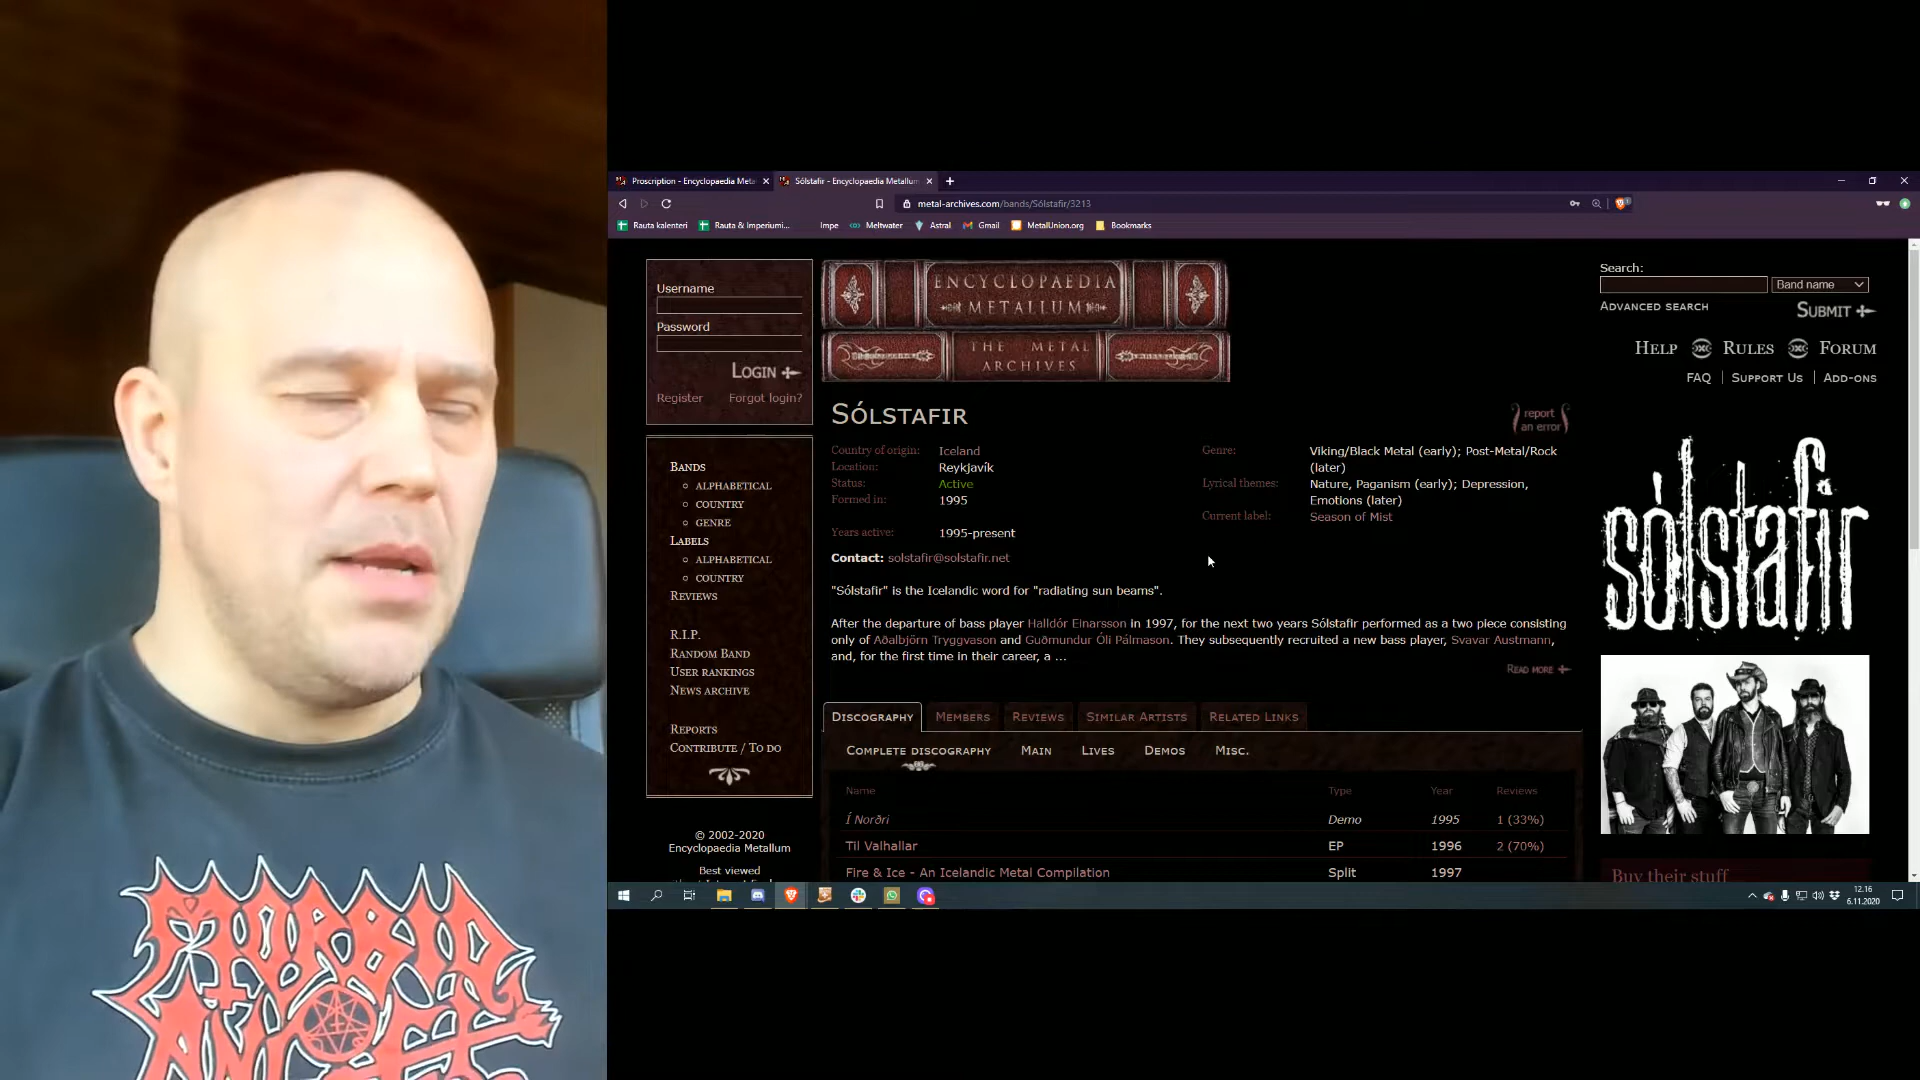 Proscription - Encyclopaedia Meta
Sólstafir - Encyclopaedia Metallum
metal-archives.com/bands/Sólstafir/3213
Rauta kalenteri
Rauta & Imperiumi...
Impe
Meltwater
Astral
Gmail
MetalUnion.org
Bookmarks
Username
Password
LOGIN
Register
Forgot login?
ENCYCLOPAEDIA
METALLUM
THE METAL
ARCHIVES
Search:
Band name
ADVANCED SEARCH
SUBMIT
HELP
RULES
FORUM
FAQ
SUPPORT US
ADD-ONS
SÓLSTAFIR
report
an error
Country of origin: Iceland
Location: Reykjavík
Status: Active
Formed in: 1995
Years active: 1995-present
Genre: Viking/Black Metal (early); Post-Metal/Rock
(later)
Lyrical themes: Nature, Paganism (early); Depression,
Emotions (later)
Current label: Season of Mist
Contact: solstafir@solstafir.net
"Sólstafir" is the Icelandic word for "radiating sun beams".
After the departure of bass player Halldór Einarsson in 1997, for the next two years Sólstafir performed as a two piece consisting
only of Aðalbjörn Tryggvason and Guðmundur Óli Pálmason. They subsequently recruited a new bass player, Svavar Austmann,
and, for the first time in their career, a ...
READ MORE
BANDS
ALPHABETICAL
COUNTRY
GENRE
LABELS
ALPHABETICAL
COUNTRY
REVIEWS
R.I.P.
RANDOM BAND
USER RANKINGS
NEWS ARCHIVE
REPORTS
CONTRIBUTE / TO DO
© 2002-2020
Encyclopaedia Metallum
Best viewed
sólstafir
DISCOGRAPHY
MEMBERS
REVIEWS
SIMILAR ARTISTS
RELATED LINKS
COMPLETE DISCOGRAPHY
MAIN
LIVES
DEMOS
MISC.
Name Type Year Reviews
Í Norðri Demo 1995 1 (33%)
Til Valhallar EP 1996 2 (70%)
Fire & Ice - An Icelandic Metal Compilation Split 1997
Buy their stuff
12.16
6.11.2020
MORBID